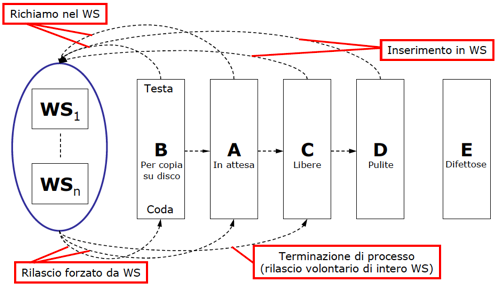 Richiamo nel WS
Inserimento in WS
WS1
WSn
Testa
B
Per copia
su disco
Coda
A
In attesa
C
Libere
D
Pulite
E
Difettose
Rilascio forzato da WS
Terminazione di processo
(rilascio volontario di intero WS)